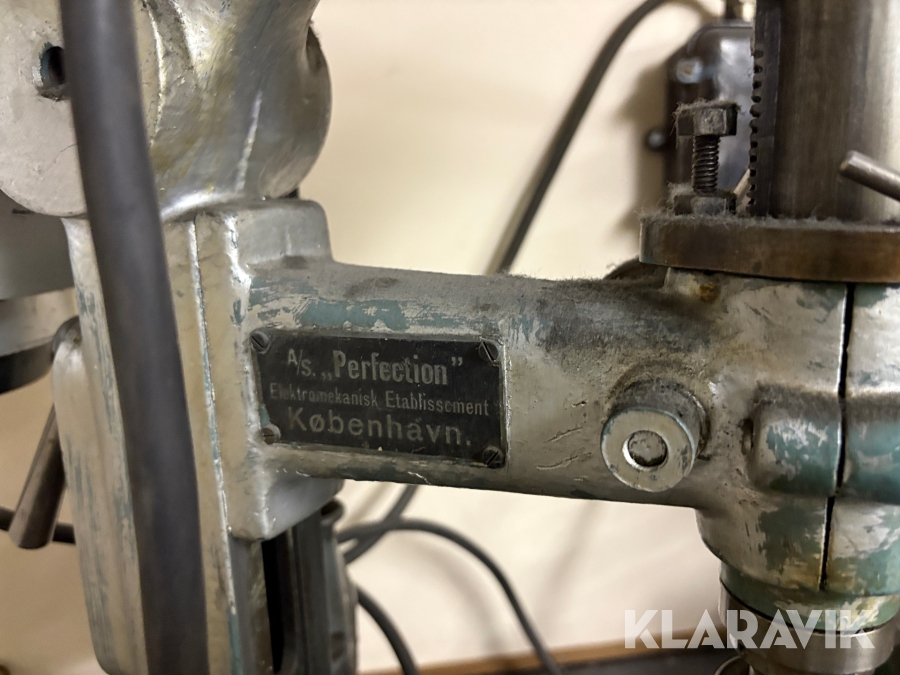 A/S. „Perfection”
Elektromekanisk Etablissement
København.
KLARAVIK